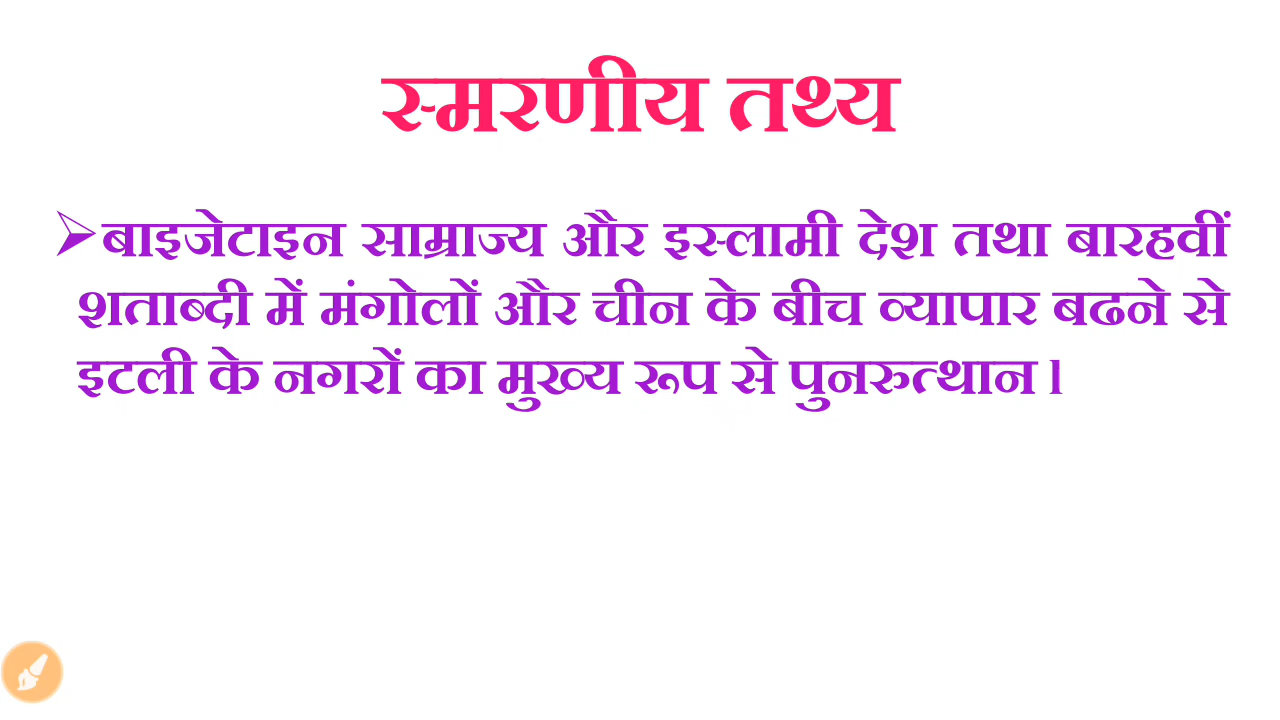 स्मरणीय तथ्य
➢बाइजेटाइन साम्राज्य और इस्लामी देश तथा बारहवीं
शताब्दी में मंगोलों और चीन के बीच व्यापार बढने से
इटली के नगरों का मुख्य रूप से पुनरुत्थान।